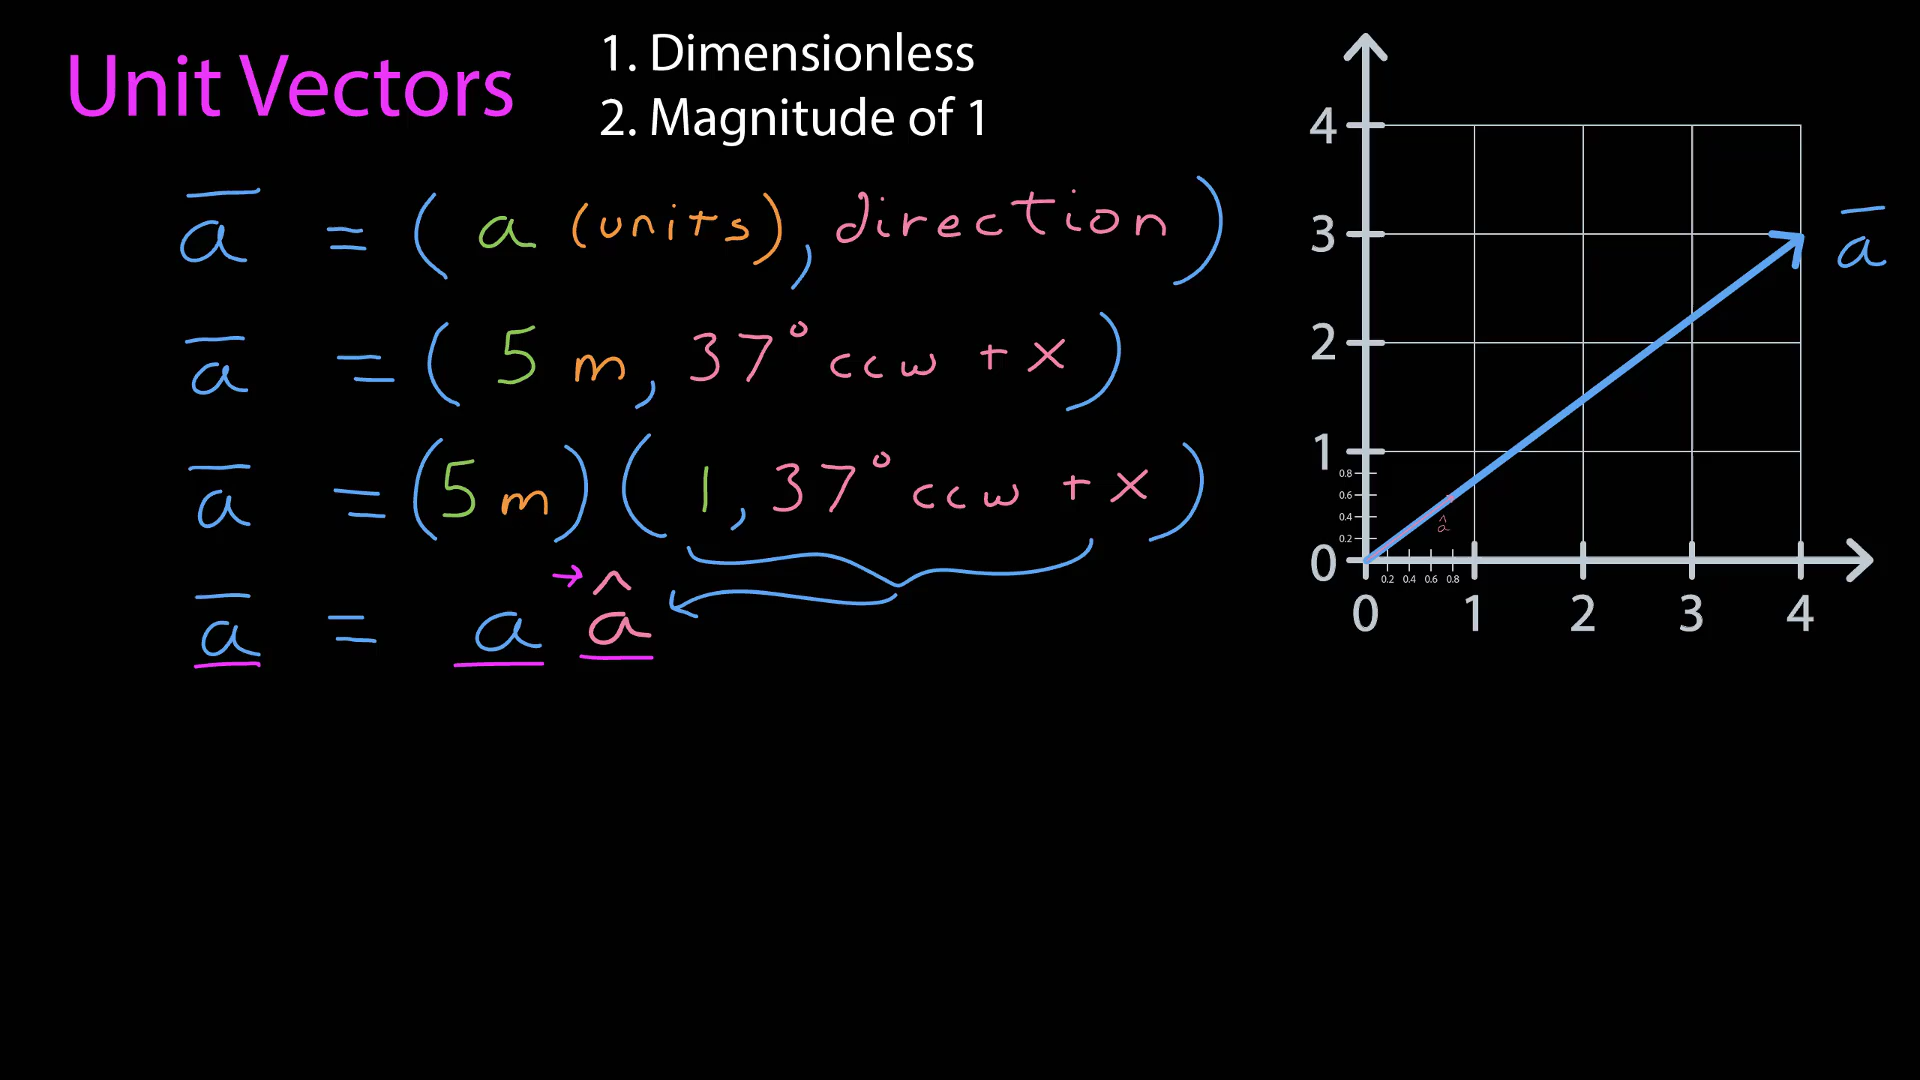 Unit Vectors
1. Dimensionless
2. Magnitude of 1
a̅ = ( a (units), direction )
a̅ = ( 5 m, 37° ccw + x )
a̅ = (5 m) ( 1, 37° ccw + x )
a̅ = a â
4
3
2
1
0.8
0.6
0.4
0.2
0
0.2 0.4 0.6 0.8
0 1 2 3 4
a̅
â